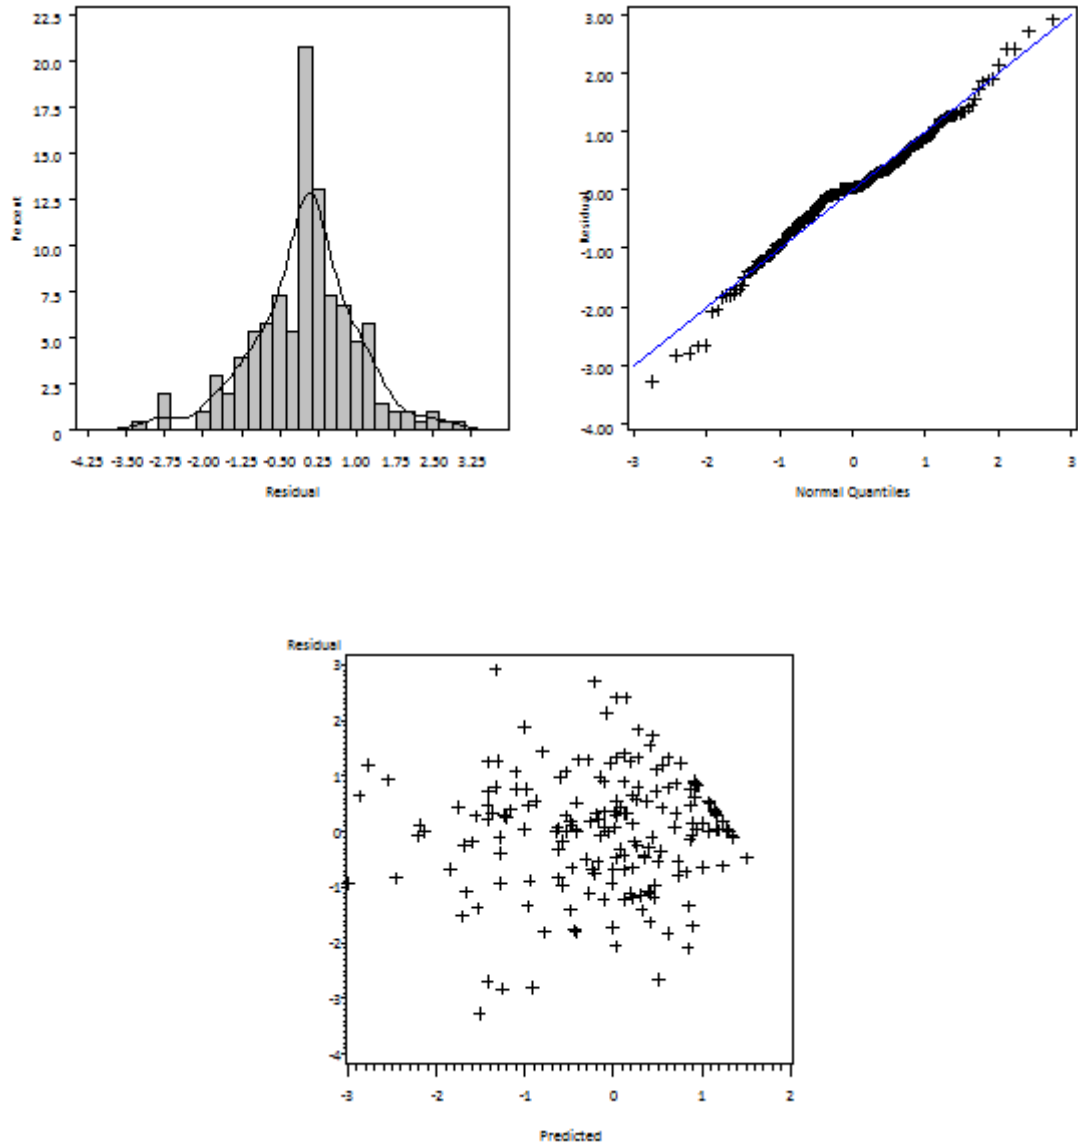 22.5
20.0
17.5
15.0
12.5
10.0
7.5
5.0
2.5
0
Percent
-4.25 -3.50 -2.75 -2.00 -1.25 -0.50 0.25 1.00 1.75 2.50 3.25
Residual
3.00
2.00
1.00
0.00
-1.00
-2.00
-3.00
-4.00
Residual
-3 -2 -1 0 1 2 3
Normal Quantiles
Residual
3
2
1
0
-1
-2
-3
-4
-3 -2 -1 0 1 2
Predicted